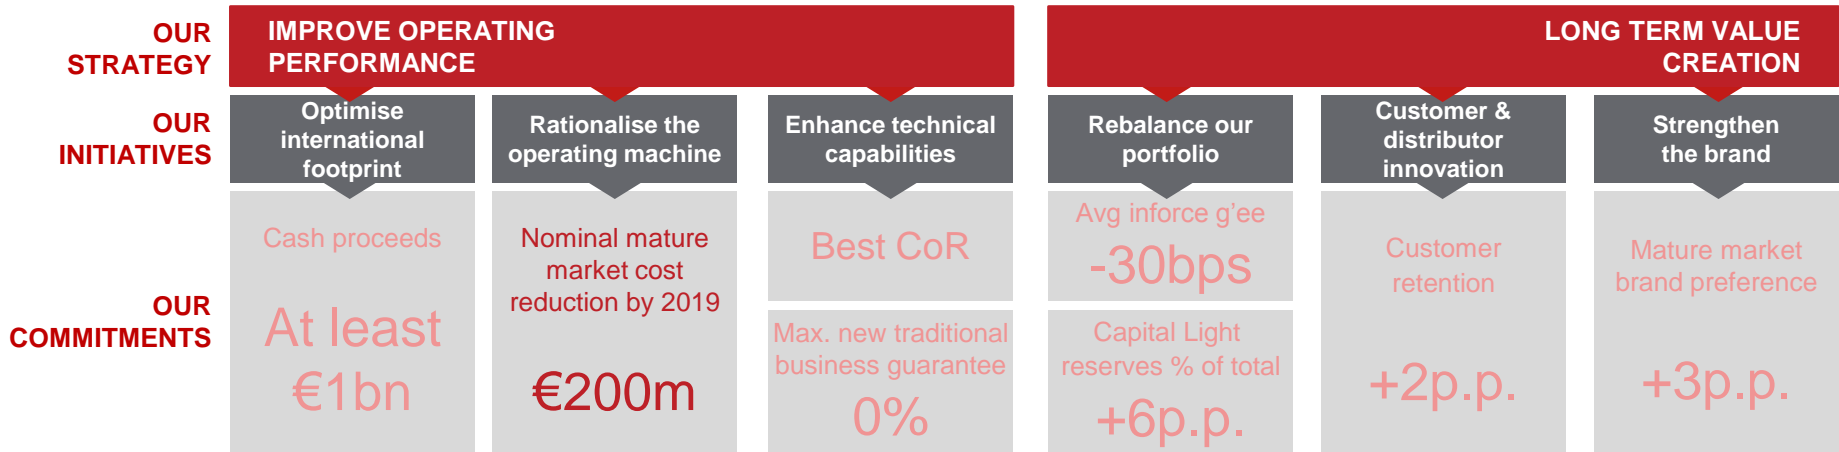 OUR
STRATEGY
IMPROVE OPERATING
PERFORMANCE
LONG TERM VALUE
CREATION
OUR
INITIATIVES
Optimise
international
footprint
Rationalise the
operating machine
Enhance technical
capabilities
Rebalance our
portfolio
Customer &
distributor
innovation
Strengthen
the brand
OUR
COMMITMENTS
Cash proceeds
At least
€1bn
Nominal mature
market cost
reduction by 2019
€200m
Best CoR
Max. new traditional
business guarantee
0%
Avg inforce g'ee
-30bps
Capital Light
reserves % of total
+6p.p.
Customer
retention
+2p.p.
Mature market
brand preference
+3p.p.